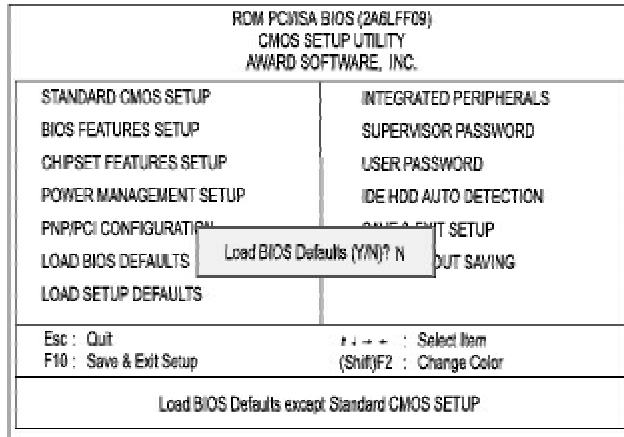 ROM PCI/ISA BIOS (2A6LFF09)
CMOS SETUP UTILITY
AWARD SOFTWARE, INC.
STANDARD CMOS SETUP
BIOS FEATURES SETUP
CHIPSET FEATURES SETUP
POWER MANAGEMENT SETUP
PNP/PCI CONFIGURATION
LOAD BIOS DEFAULTS
LOAD SETUP DEFAULTS
INTEGRATED PERIPHERALS
SUPERVISOR PASSWORD
USER PASSWORD
IDE HDD AUTO DETECTION
SAVE & EXIT SETUP
OUT SAVING
Load BIOS Defaults (Y/N)? N
Esc : Quit
F10 : Save & Exit Setup
↑ ↓ → ← : Select Item
(Shift)F2 : Change Color
Load BIOS Defaults except Standard CMOS SETUP